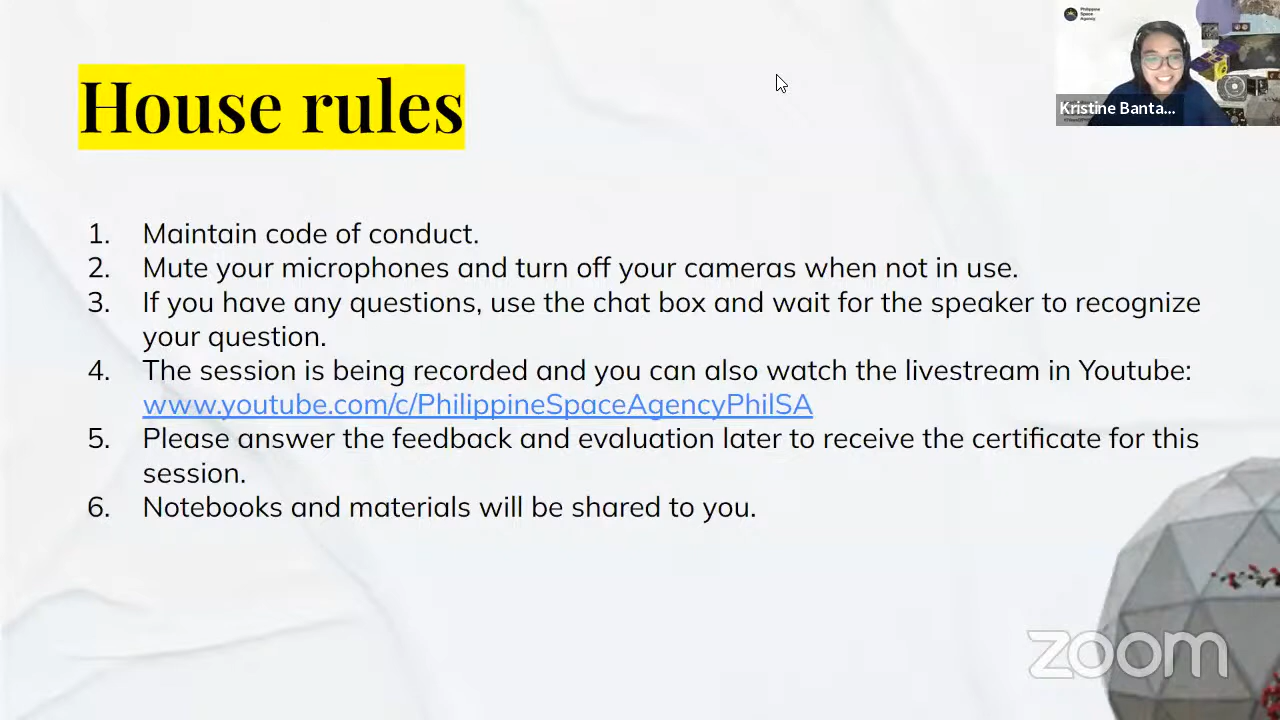 Philippine
Space
Agency
House rules
Kristine Banta...
1. Maintain code of conduct.
2. Mute your microphones and turn off your cameras when not in use.
3. If you have any questions, use the chat box and wait for the speaker to recognize
your question.
4. The session is being recorded and you can also watch the livestream in Youtube:
www.youtube.com/c/PhilippineSpaceAgencyPhilSA
5. Please answer the feedback and evaluation later to receive the certificate for this
session.
6. Notebooks and materials will be shared to you.
zoom